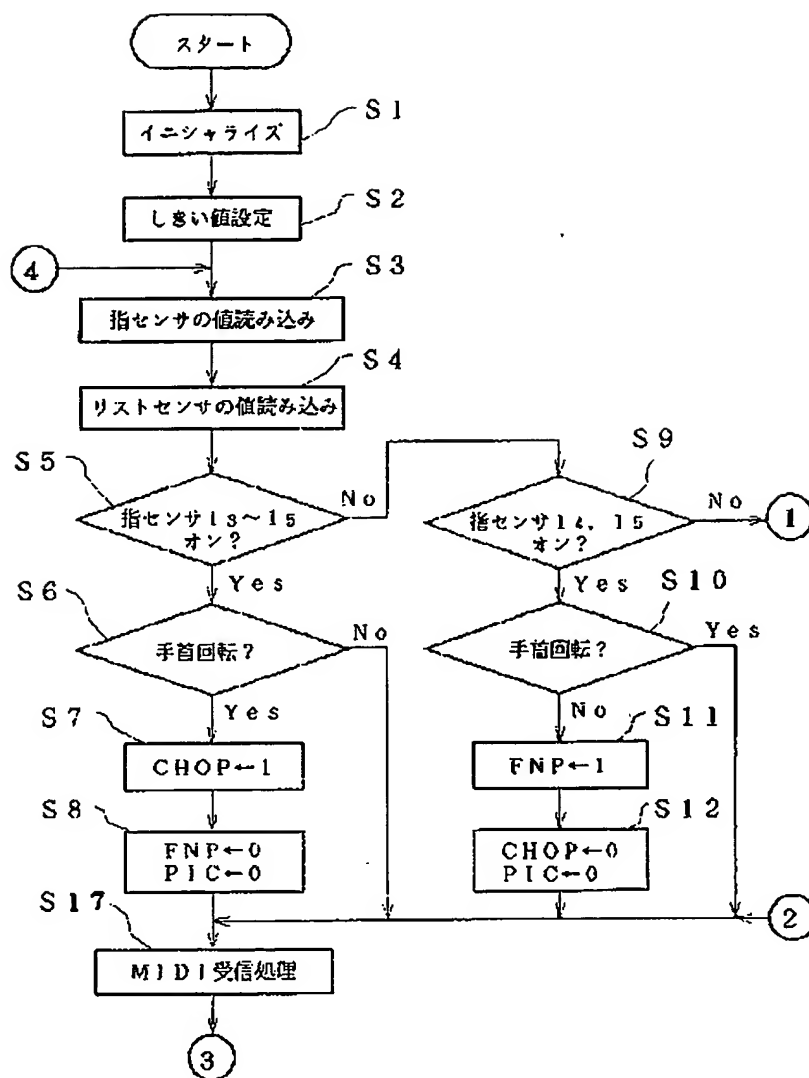 スタート
S1
イニシャライズ
S2
しきい値設定
4
S3
指センサの値読み込み
S4
リストセンサの値読み込み
S5
指センサ13〜15
オン?
No
S9
指センサ14,15
オン?
No
1
Yes
S6
手首回転?
No
Yes
S10
手首回転?
Yes
Yes
S7
CHOP←1
No
S11
FNP←1
S8
FNP←0
PIC←0
S12
CHOP←0
PIC←0
2
S17
MIDI受信処理
3